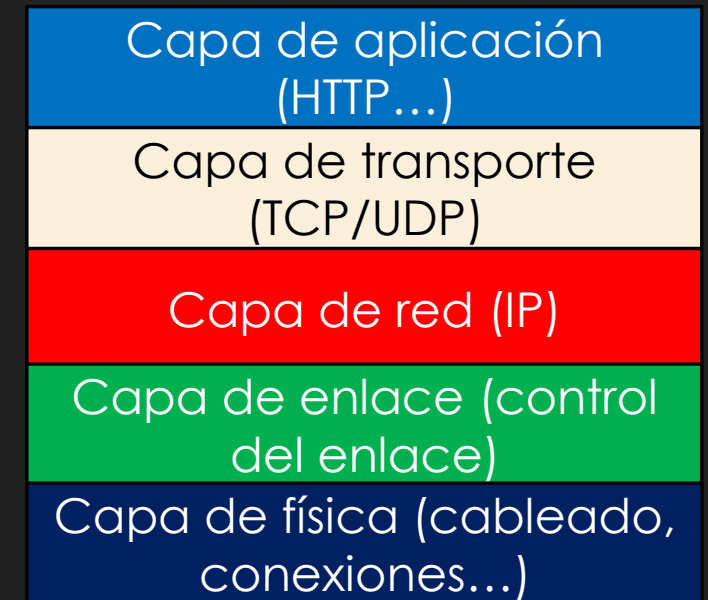 Capa de aplicación
(HTTP…)
Capa de transporte
(TCP/UDP)
Capa de red (IP)
Capa de enlace (control
del enlace)
Capa de física (cableado,
conexiones…)